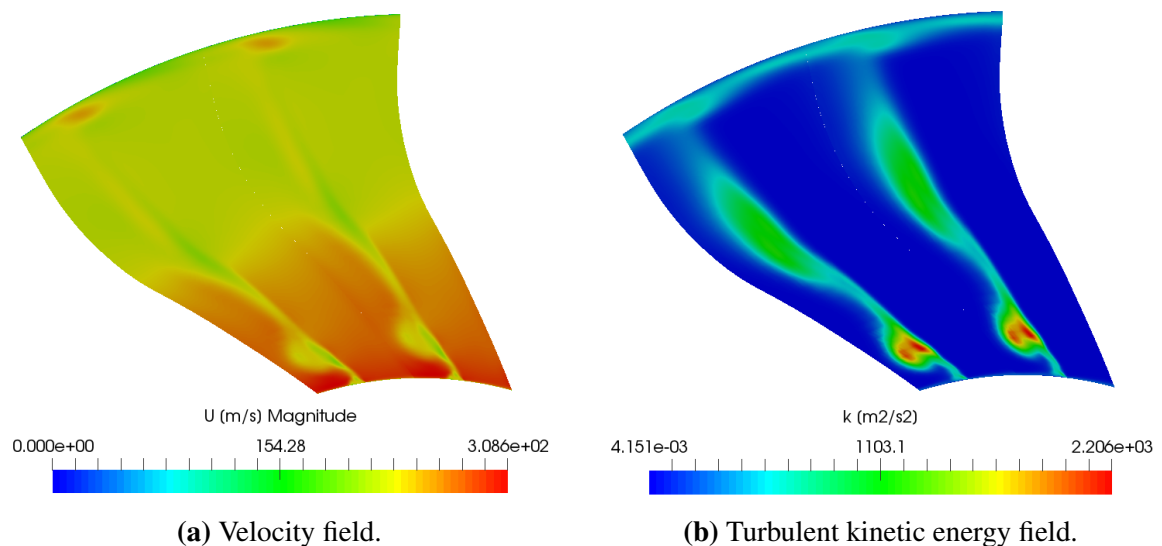 U [m/s] Magnitude
0.000e+00 154.28 3.086e+02
(a) Velocity field.
k [m2/s2]
4.151e-03 1103.1 2.206e+03
(b) Turbulent kinetic energy field.